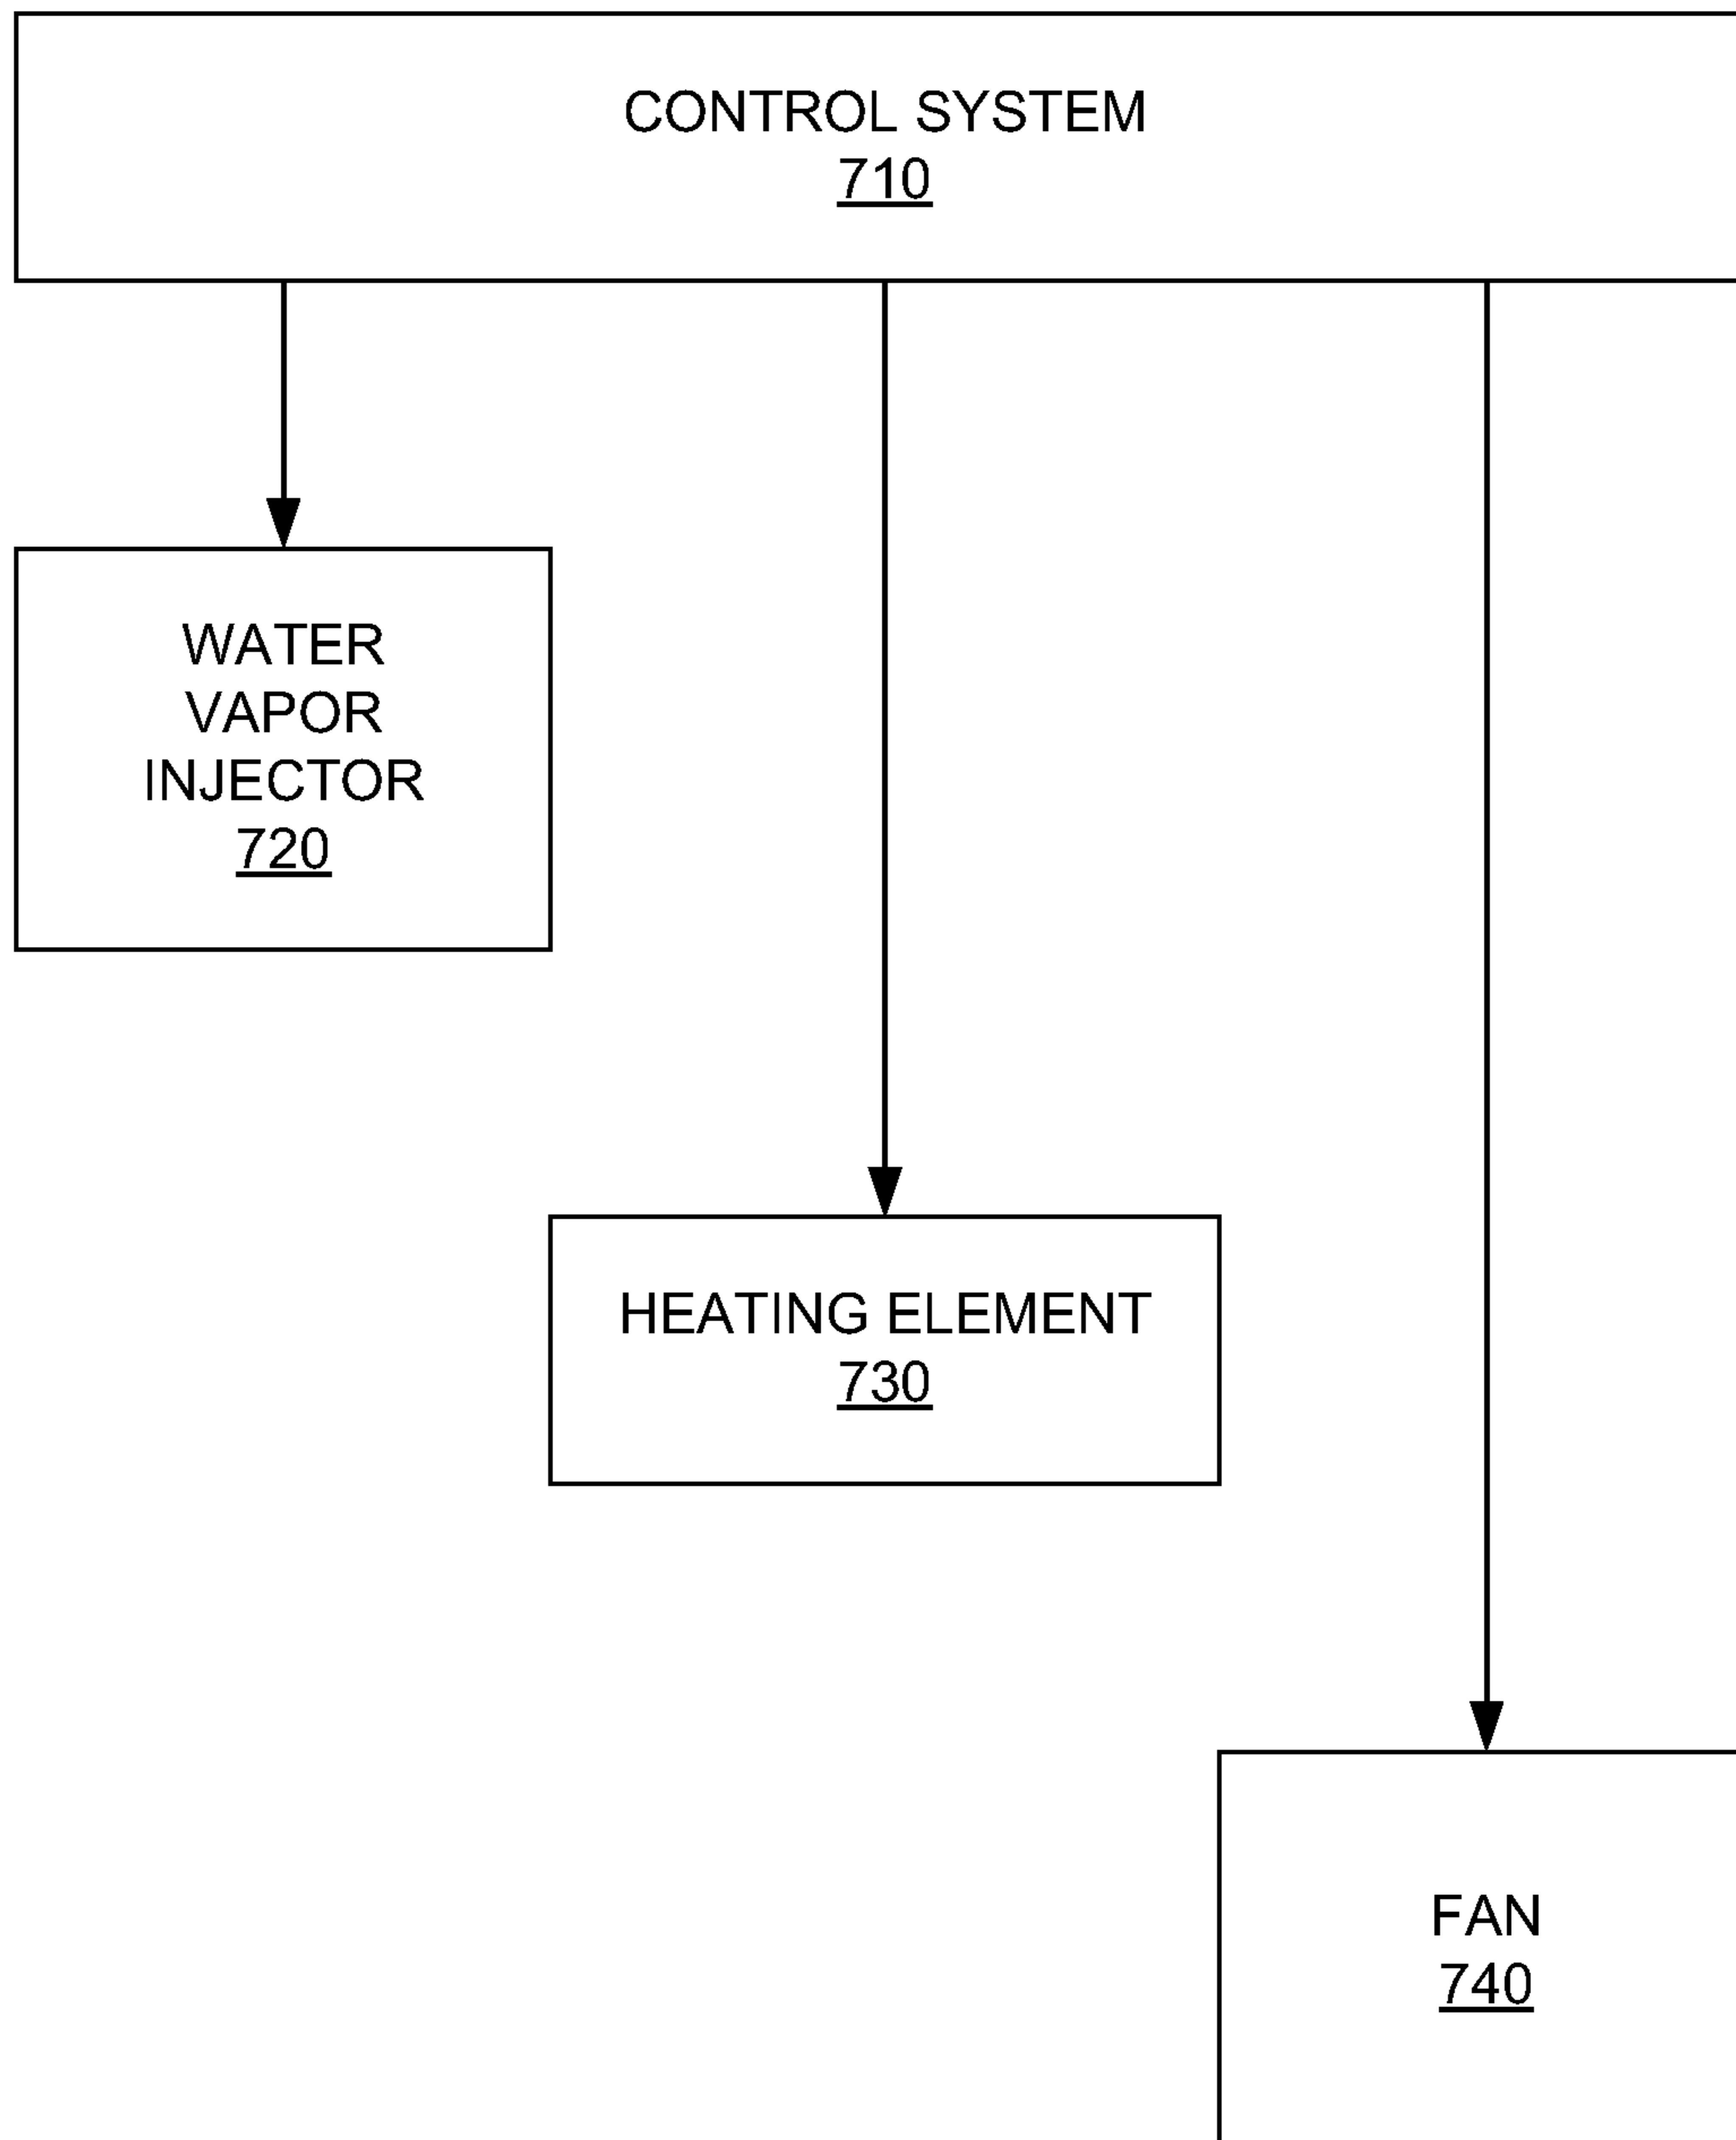 CONTROL SYSTEM
710
WATER
VAPOR
INJECTOR
720
HEATING ELEMENT
730
FAN
740